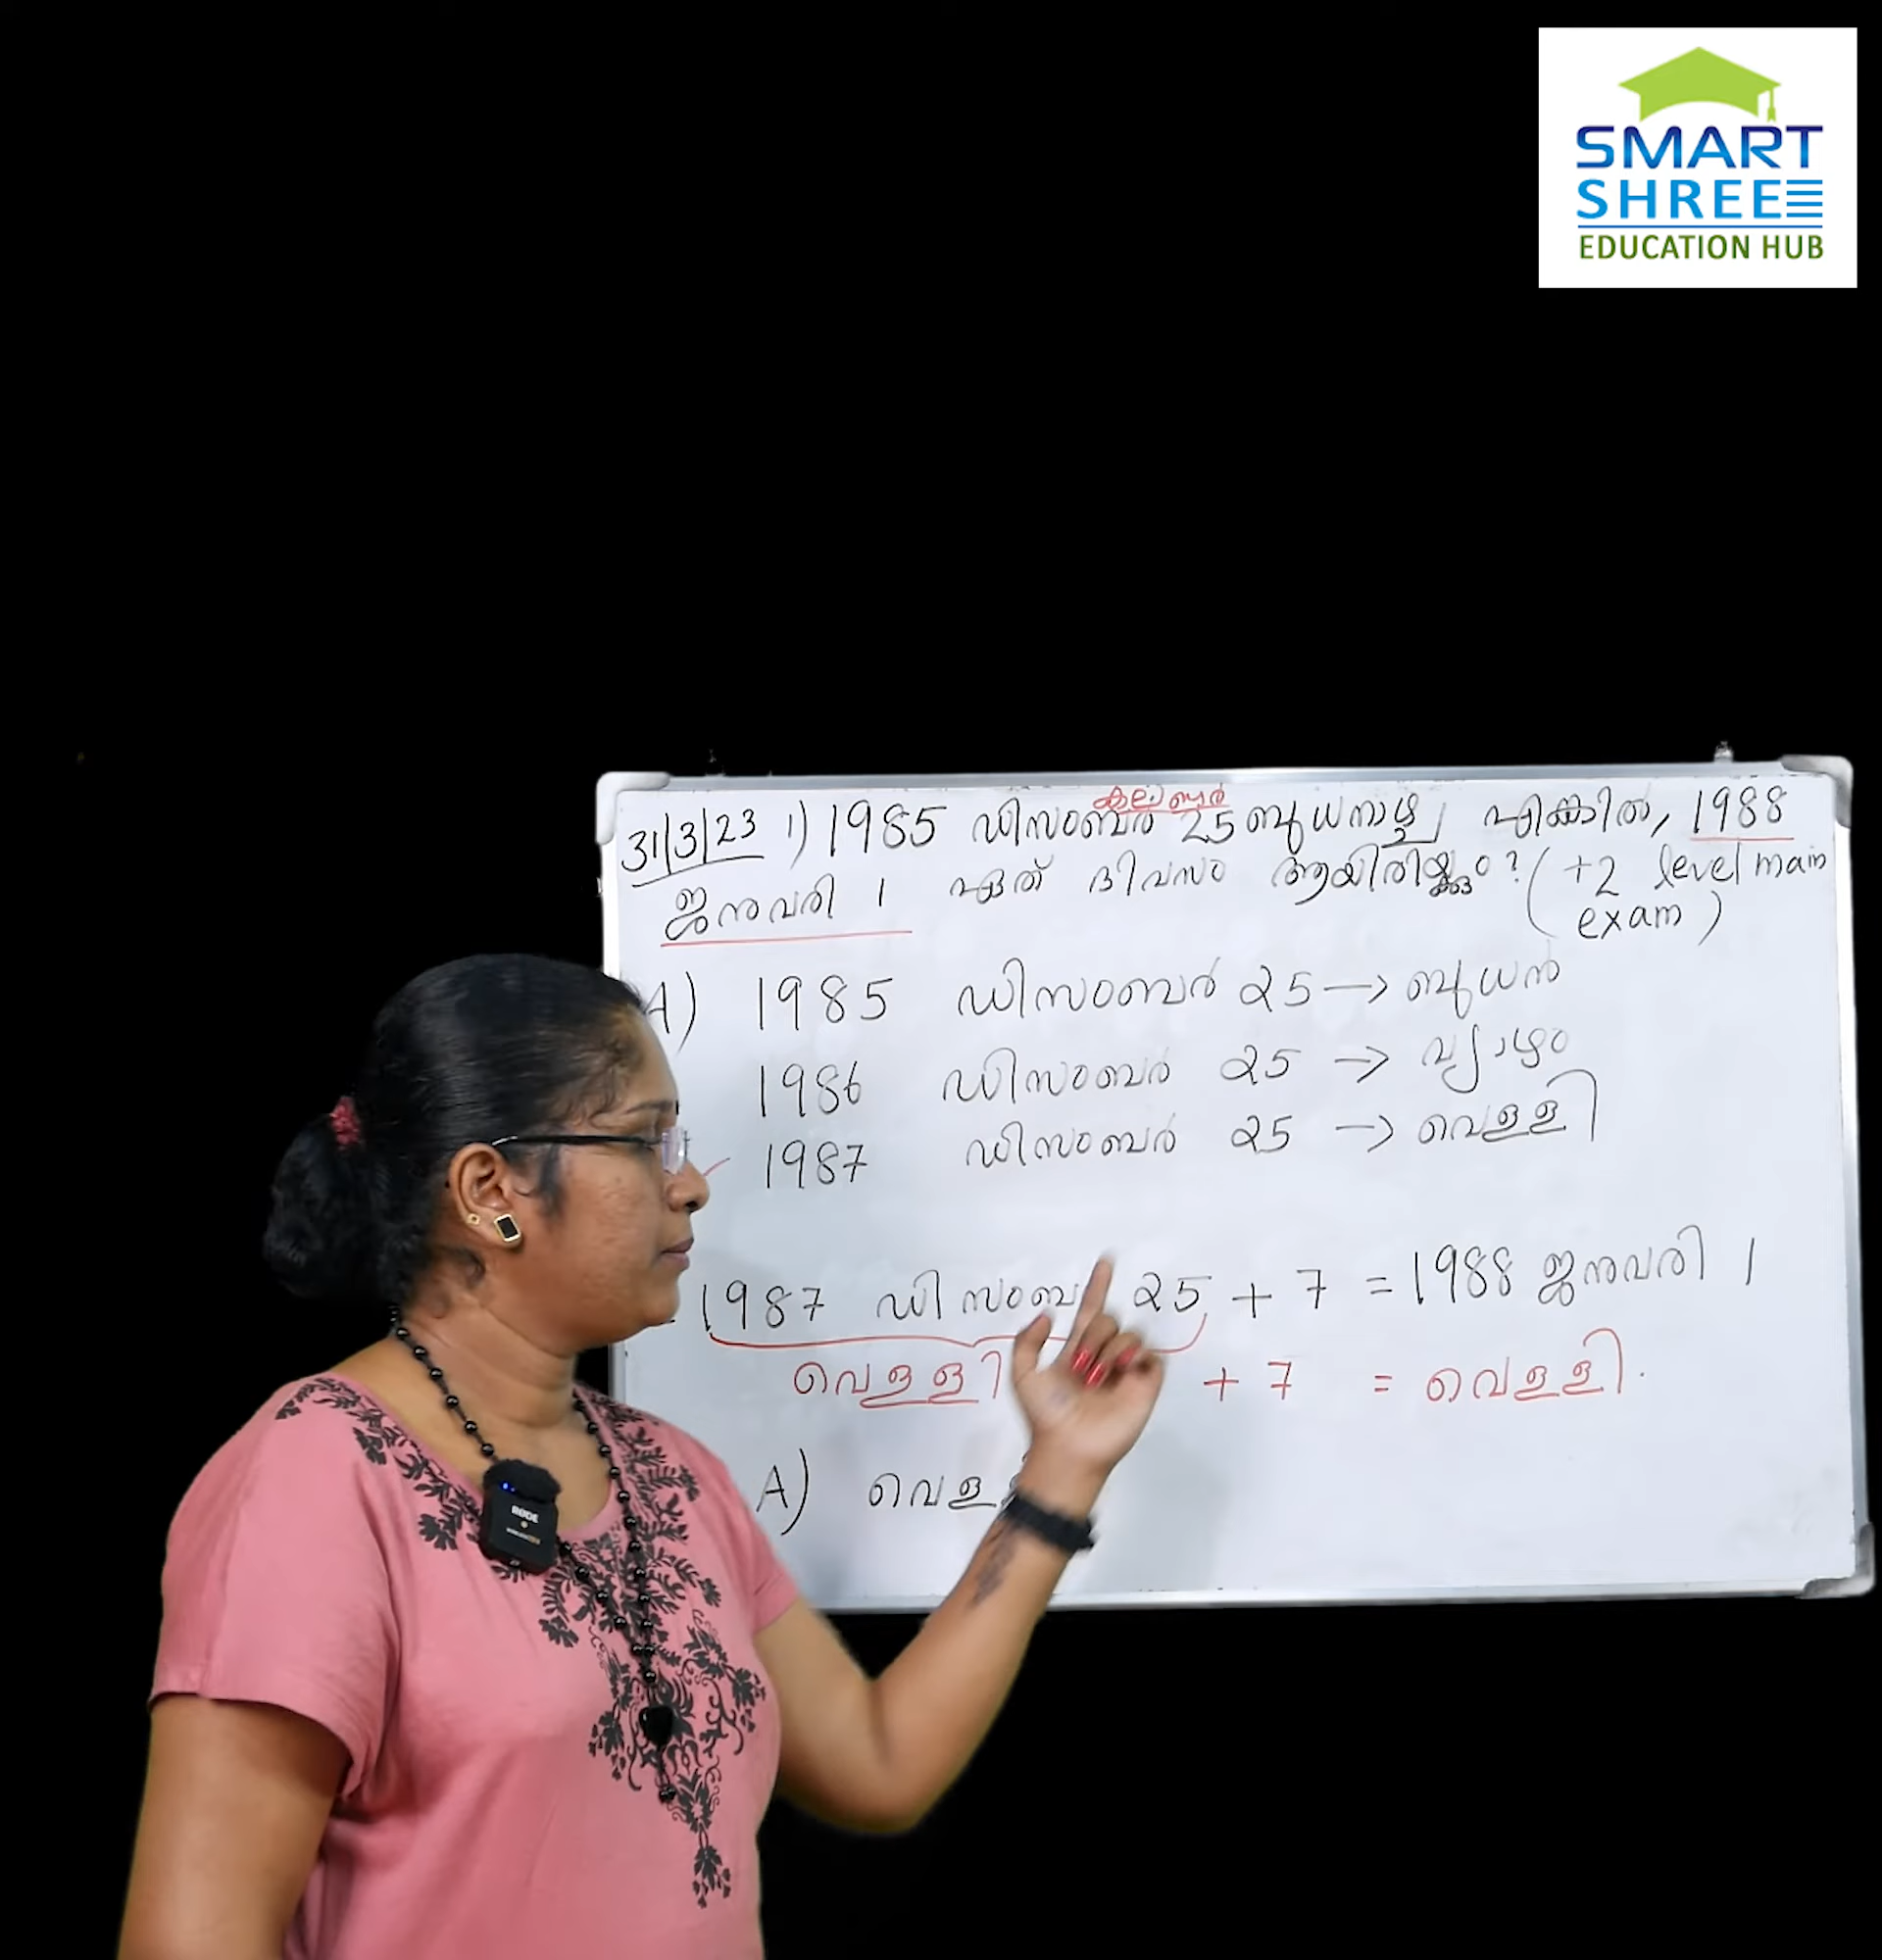 SMART
SHREE
EDUCATION HUB
കലണ്ടർ
31/3/23 1) 1985 ഡിസംബർ 25 ബുധനാഴ്ച എങ്കിൽ, 1988
ജനുവരി 1 ഏത് ദിവസം ആയിരിക്കും? (+2 level main
exam)
A) 1985 ഡിസംബർ 25 → ബുധൻ
1986 ഡിസംബർ 25 → വ്യാഴം
1987 ഡിസംബർ 25 → വെള്ളി
1987 25 + 7 = 1988 ജനുവരി 1
വെള്ളി + 7 = വെള്ളി.
A)
RØDE